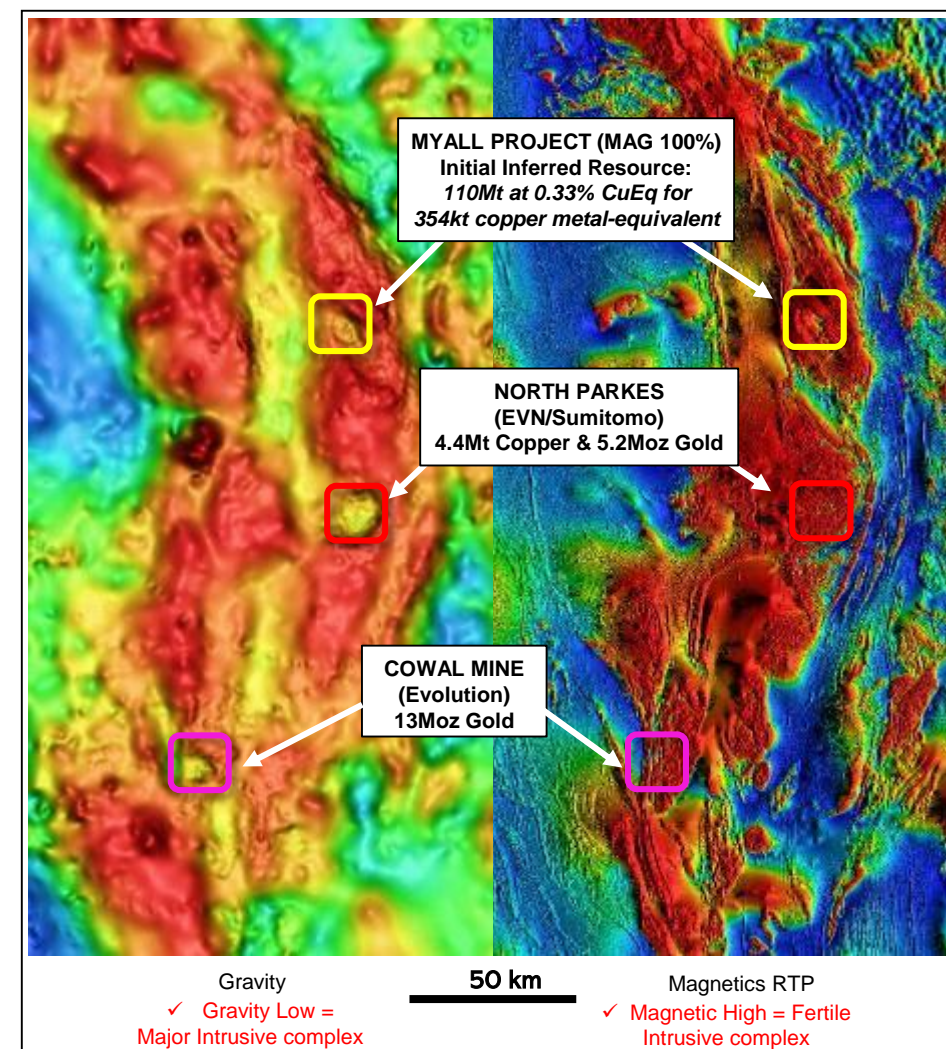 MYALL PROJECT (MAG 100%)
Initial Inferred Resource:
110Mt at 0.33% CuEq for
354kt copper metal-equivalent
NORTH PARKES
(EVN/Sumitomo)
4.4Mt Copper & 5.2Moz Gold
COWAL MINE
(Evolution)
13Moz Gold
Gravity
✓ Gravity Low =
Major Intrusive complex
50 km
Magnetics RTP
✓ Magnetic High = Fertile
Intrusive complex